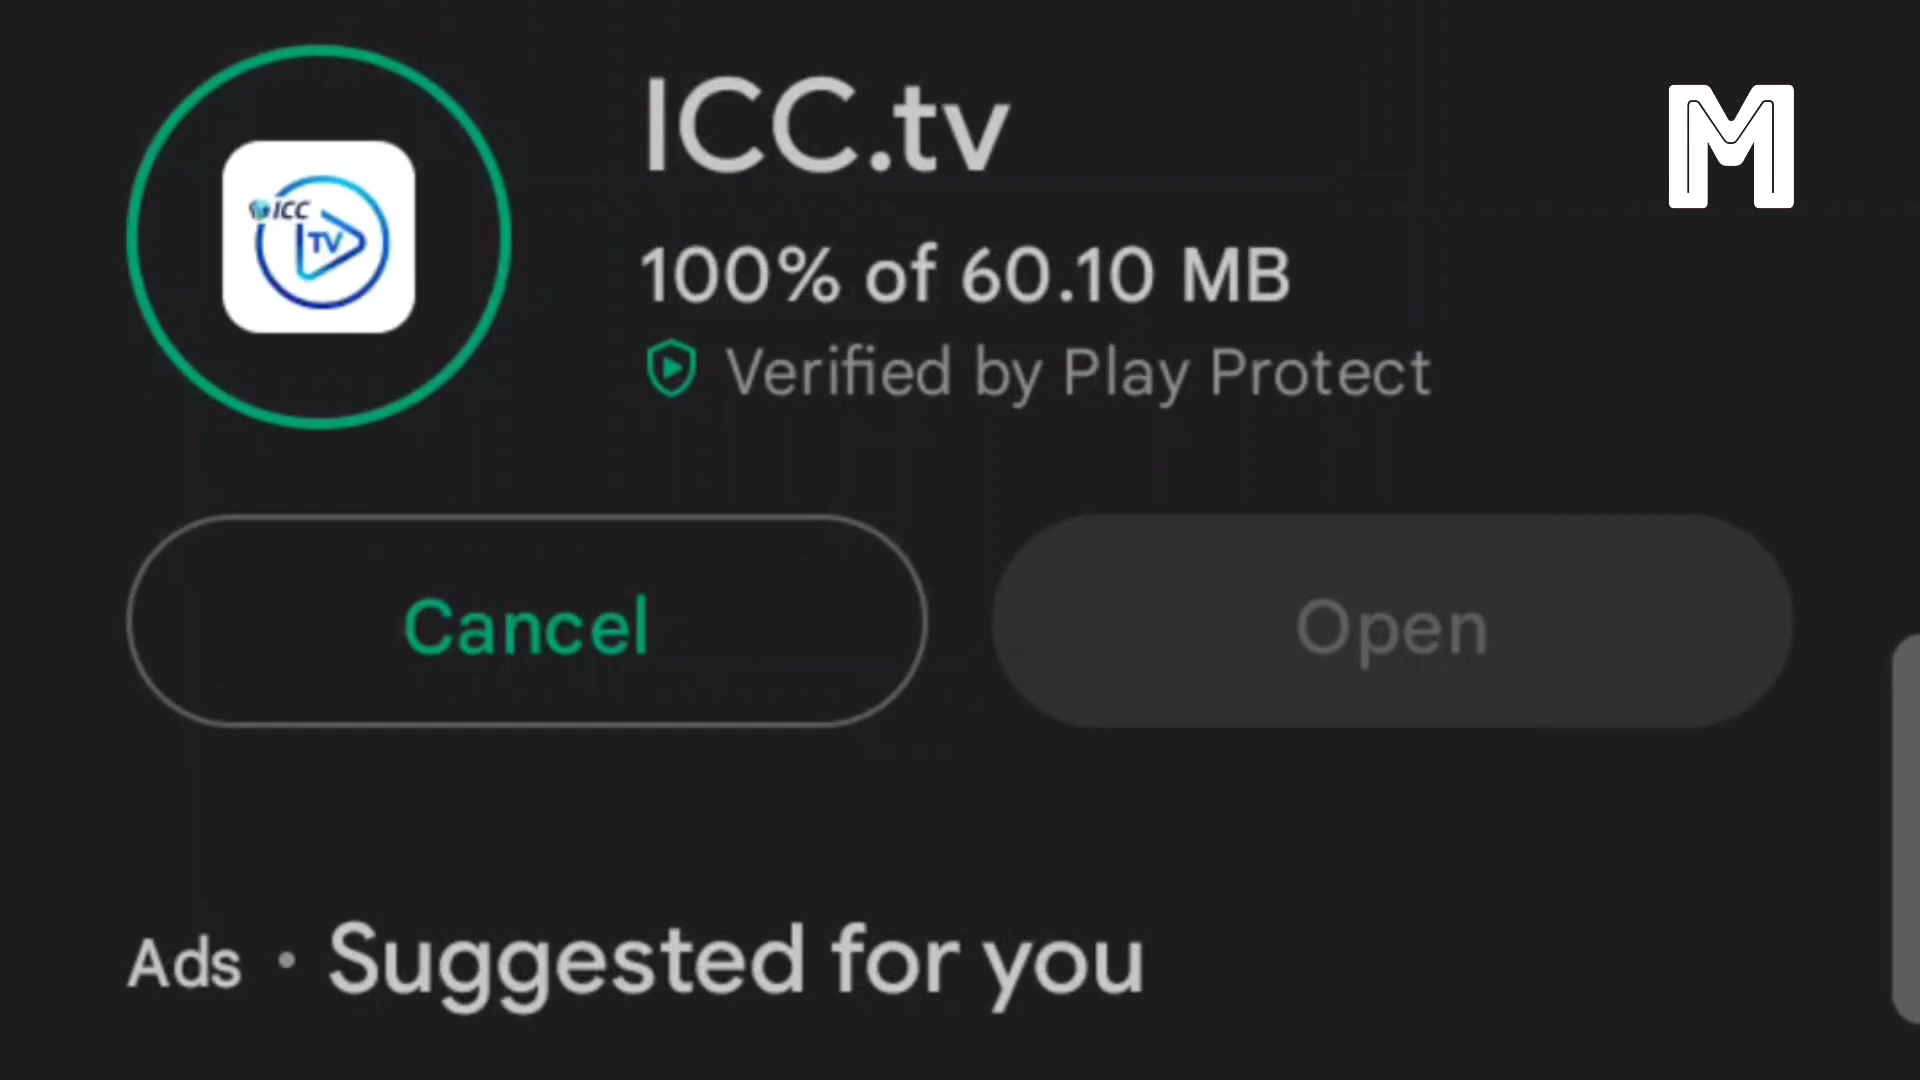 ICC.tv
M
ICC
TV
100% of 60.10 MB
Verified by Play Protect
Cancel
Open
Ads · Suggested for you